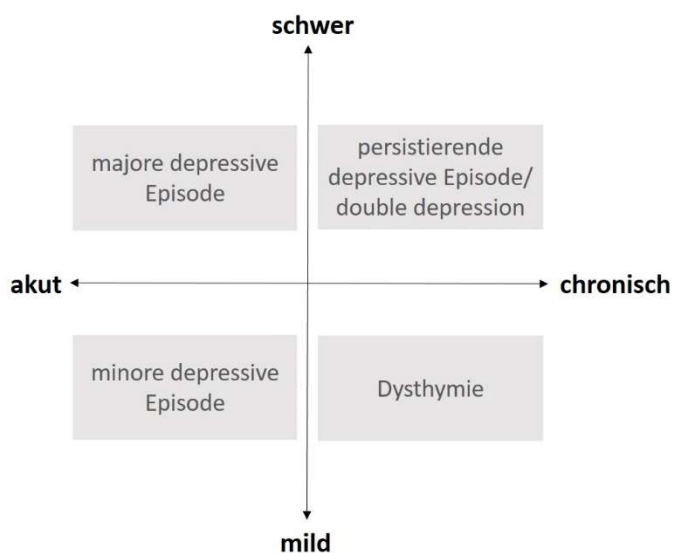 schwer
majore depressive
Episode
persistierende
depressive Episode/
double depression
akut
chronisch
minore depressive
Episode
Dysthymie
mild